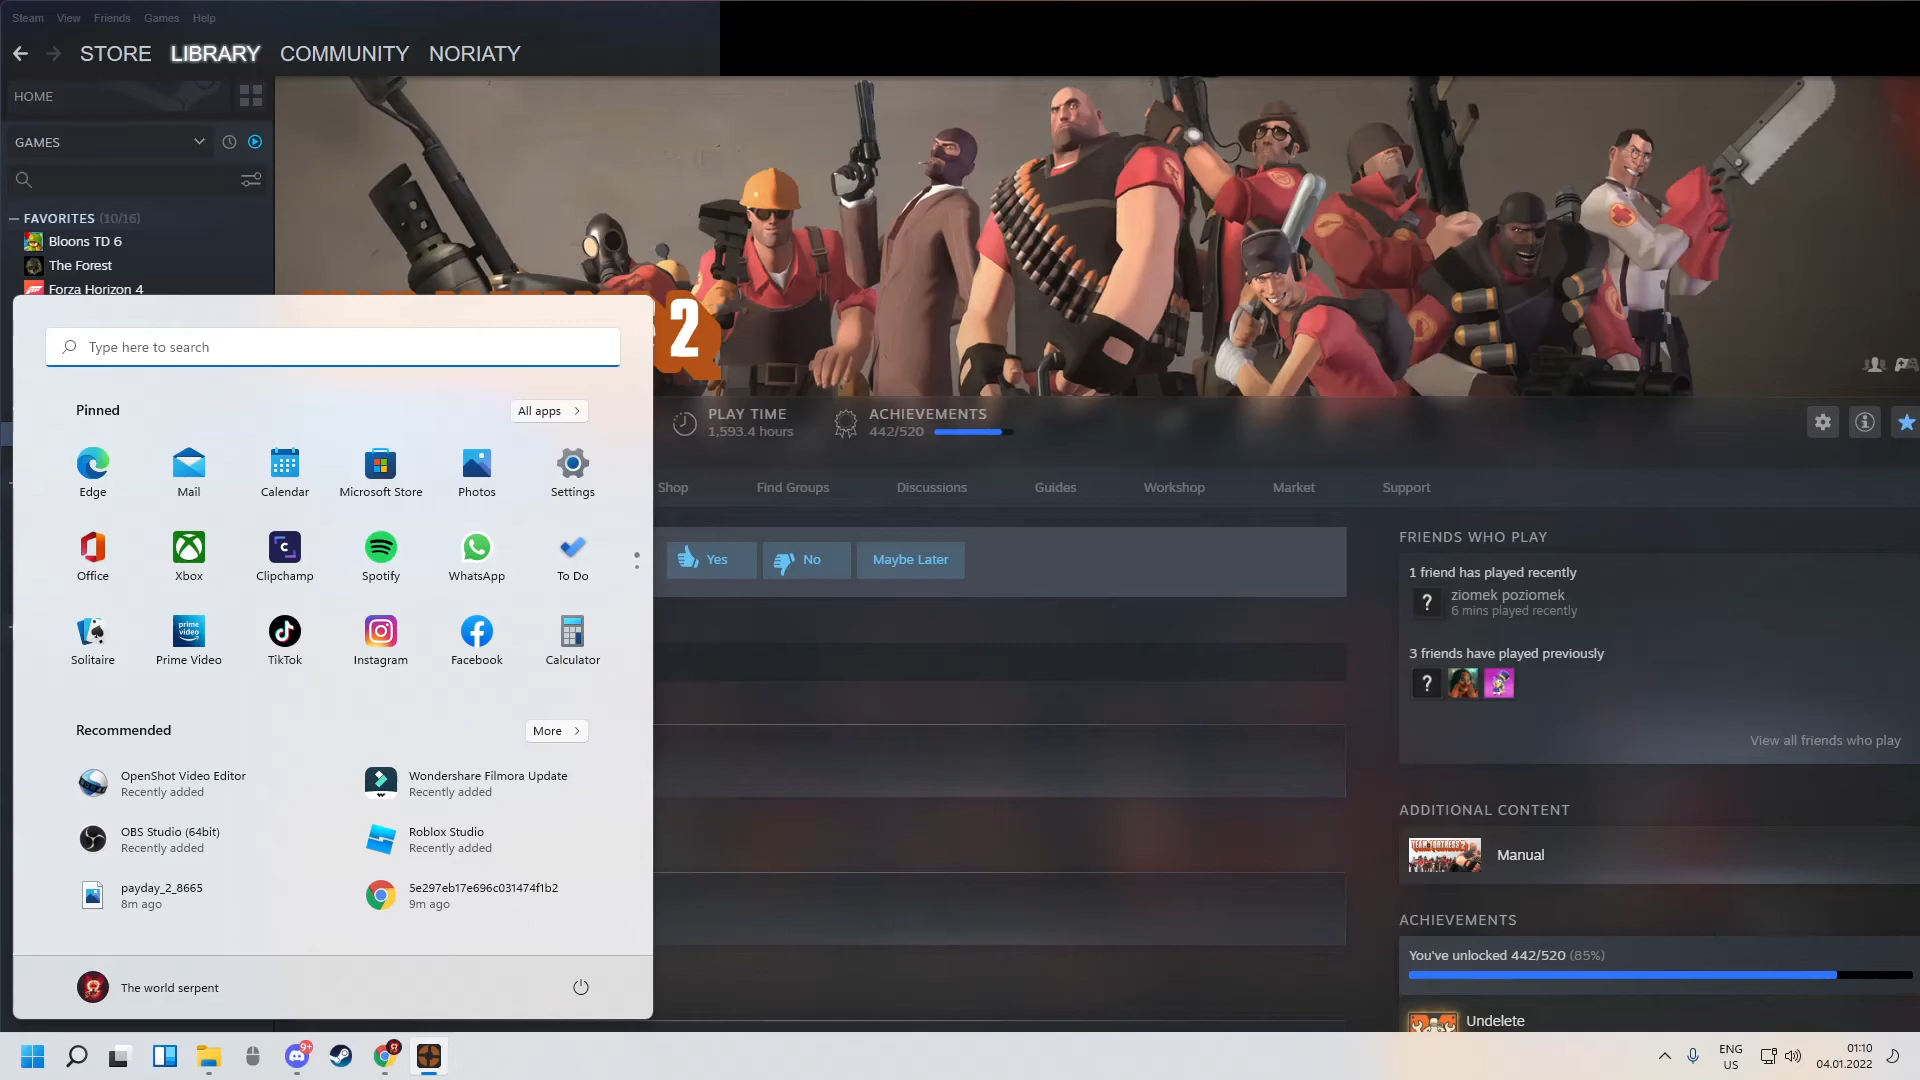 Steam View Friends Games Help
STORE LIBRARY COMMUNITY NORIATY
HOME
GAMES
FAVORITES (10/16)
Bloons TD 6
The Forest
Forza Horizon 4
2
Type here to search
Pinned
All apps
Edge Mail Calendar Microsoft Store Photos Settings
Office Xbox Clipchamp Spotify WhatsApp To Do
prime video
Solitaire Prime Video TikTok Instagram Facebook Calculator
Recommended
More
OpenShot Video Editor
Recently added
Wondershare Filmora Update
Recently added
OBS Studio (64bit)
Recently added
Roblox Studio
Recently added
payday_2_8665
8m ago
5e297eb17e696c031474f1b2
9m ago
The world serpent
PLAY TIME
1,593.4 hours
ACHIEVEMENTS
442/520
Shop Find Groups Discussions Guides Workshop Market Support
Yes No Maybe Later
FRIENDS WHO PLAY
1 friend has played recently
?
ziomek poziomek
6 mins played recently
3 friends have played previously
?
View all friends who play
ADDITIONAL CONTENT
TEAM FORTRESS 2
Manual
ACHIEVEMENTS
You've unlocked 442/520 (85%)
Undelete
9+
ENG
US
01:10
04.01.2022